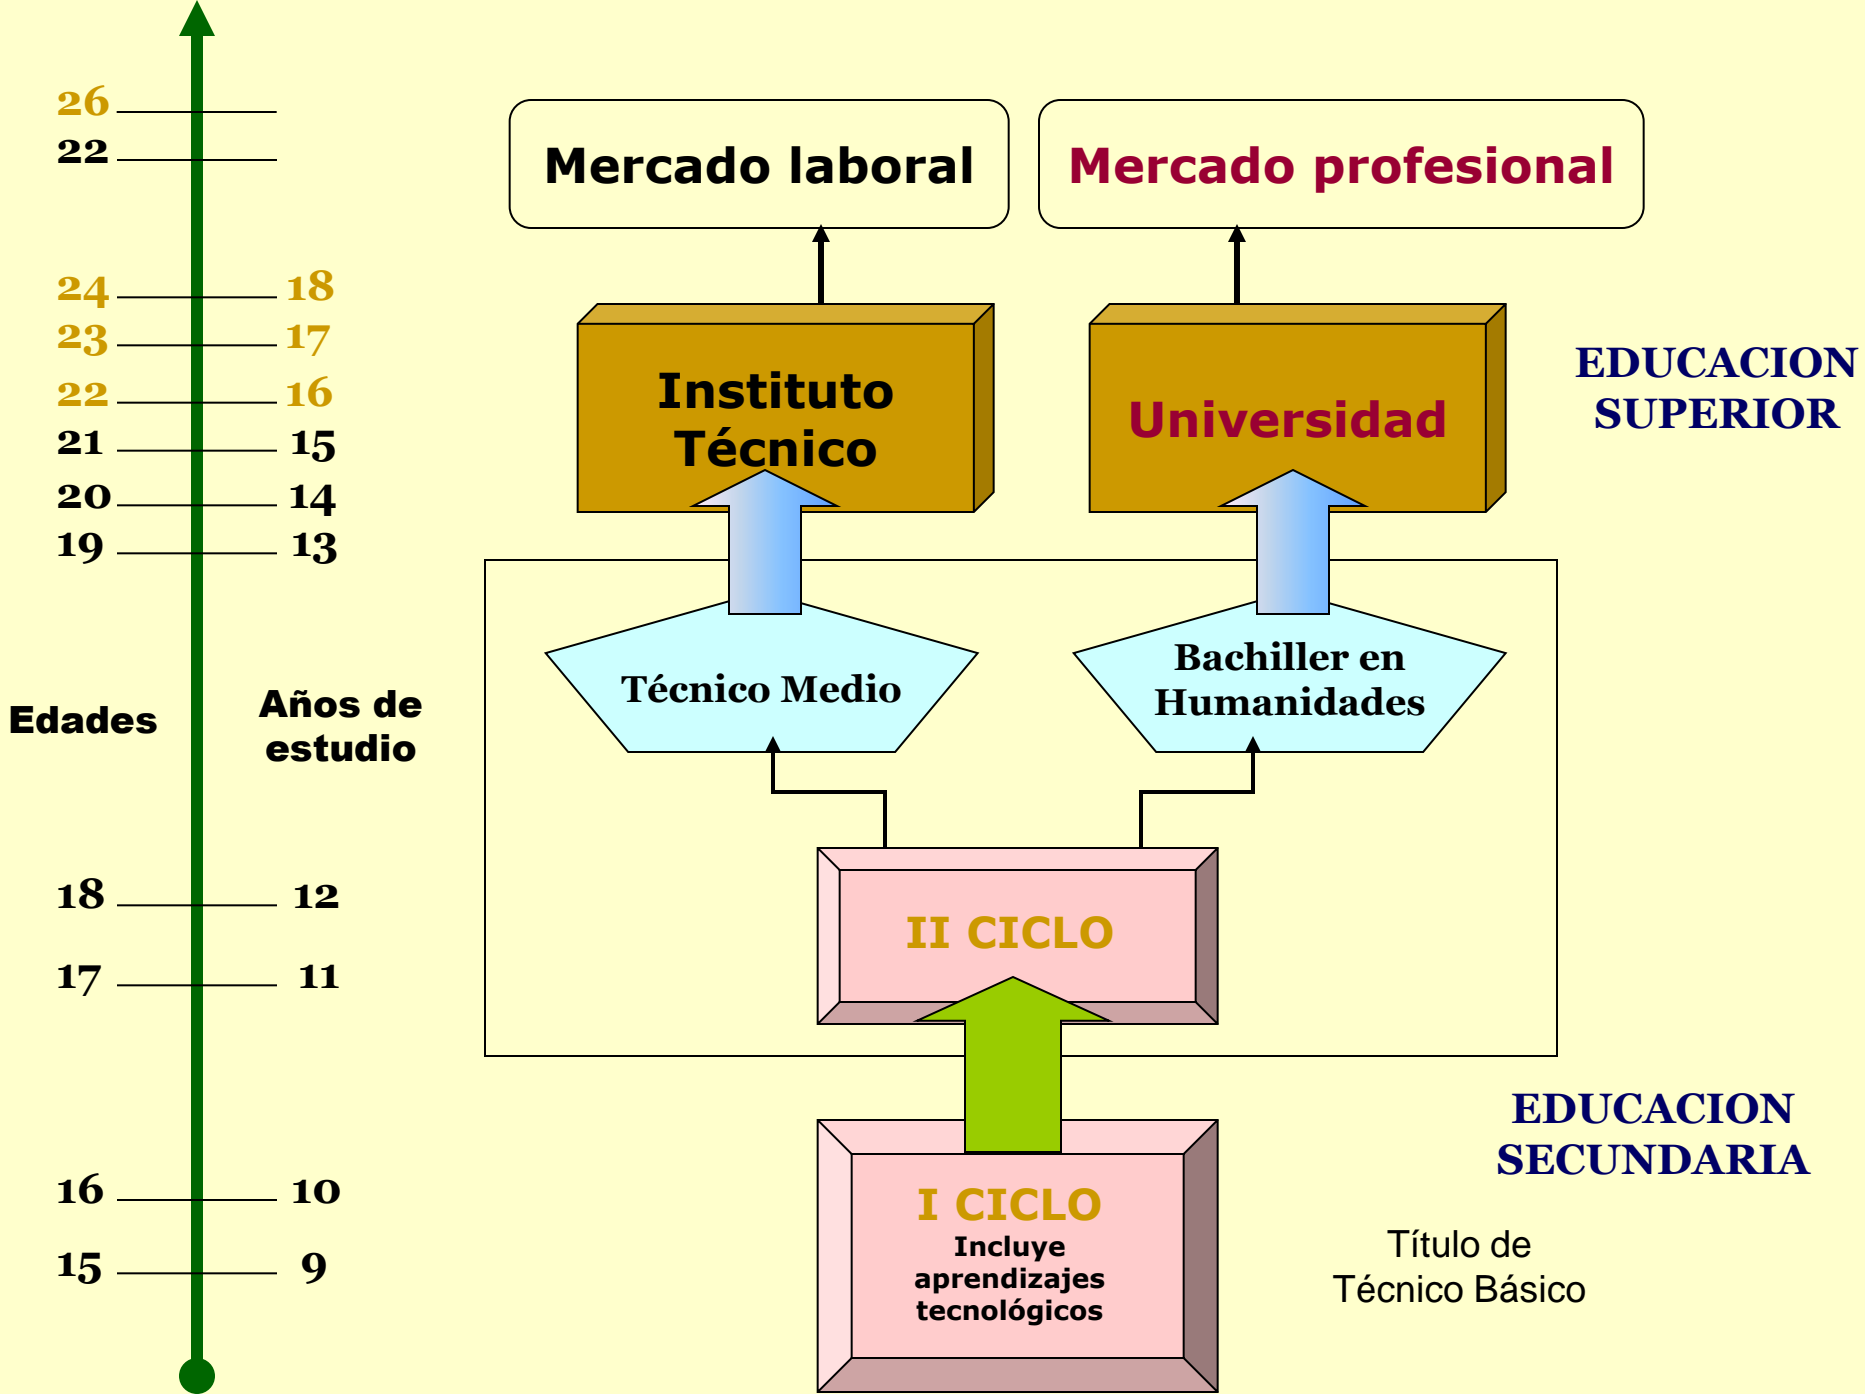 26
22
Mercado laboral
Mercado profesional
24 18
23 17
22 16
21 15
20 14
19 13
Instituto
Técnico
Universidad
EDUCACION
SUPERIOR
Técnico Medio
Bachiller en
Humanidades
Edades
Años de
estudio
18 12
17 11
II CICLO
EDUCACION
SECUNDARIA
16 10
15 9
I CICLO
Incluye
aprendizajes
tecnológicos
Título de
Técnico Básico